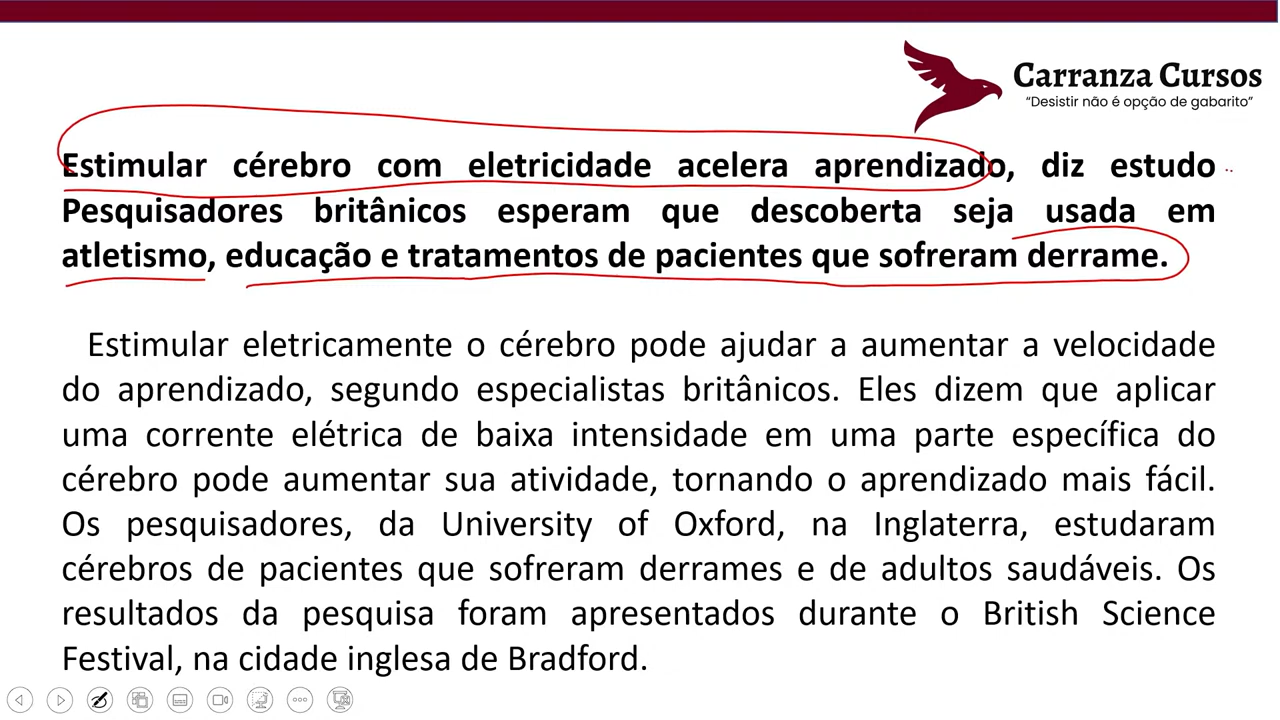 Carranza Cursos
“Desistir não é opção de gabarito”
Estimular cérebro com eletricidade acelera aprendizado, diz estudo
Pesquisadores britânicos esperam que descoberta seja usada em
atletismo, educação e tratamentos de pacientes que sofreram derrame.
Estimular eletricamente o cérebro pode ajudar a aumentar a velocidade
do aprendizado, segundo especialistas britânicos. Eles dizem que aplicar
uma corrente elétrica de baixa intensidade em uma parte específica do
cérebro pode aumentar sua atividade, tornando o aprendizado mais fácil.
Os pesquisadores, da University of Oxford, na Inglaterra, estudaram
cérebros de pacientes que sofreram derrames e de adultos saudáveis. Os
resultados da pesquisa foram apresentados durante o British Science
Festival, na cidade inglesa de Bradford.